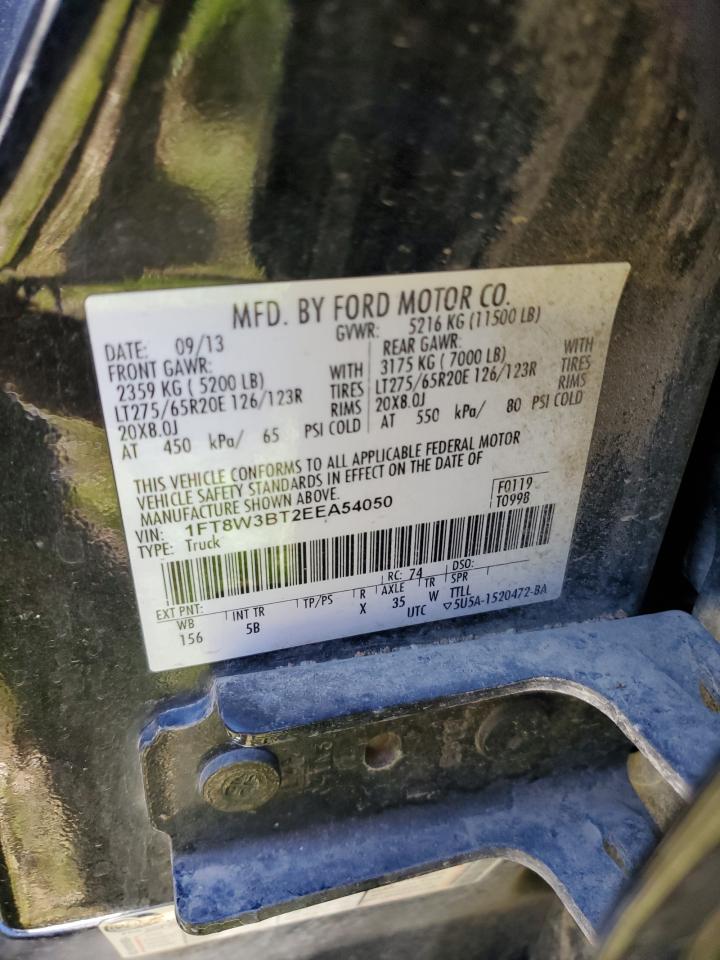 MFD. BY FORD MOTOR CO.
DATE: 09/13 GVWR: 5216 KG (11500 LB)
FRONT GAWR: REAR GAWR:
2359 KG ( 5200 LB) WITH 3175 KG ( 7000 LB) WITH
LT275/65R20E 126/123R TIRES LT275/65R20E 126/123R TIRES
20X8.0J RIMS 20X8.0J RIMS
AT 450 kPa/ 65 PSI COLD AT 550 kPa/ 80 PSI COLD
THIS VEHICLE CONFORMS TO ALL APPLICABLE FEDERAL MOTOR
VEHICLE SAFETY STANDARDS IN EFFECT ON THE DATE OF
MANUFACTURE SHOWN ABOVE.
VIN: 1FT8W3BT2EEA54050 F0119
TYPE: Truck T0998
EXT PNT: RC: 74 DSO:
WB INT TR TP/PS R AXLE TR SPR
156 5B X 35 W TTLL
UTC ▽5U5A-1520472-BA